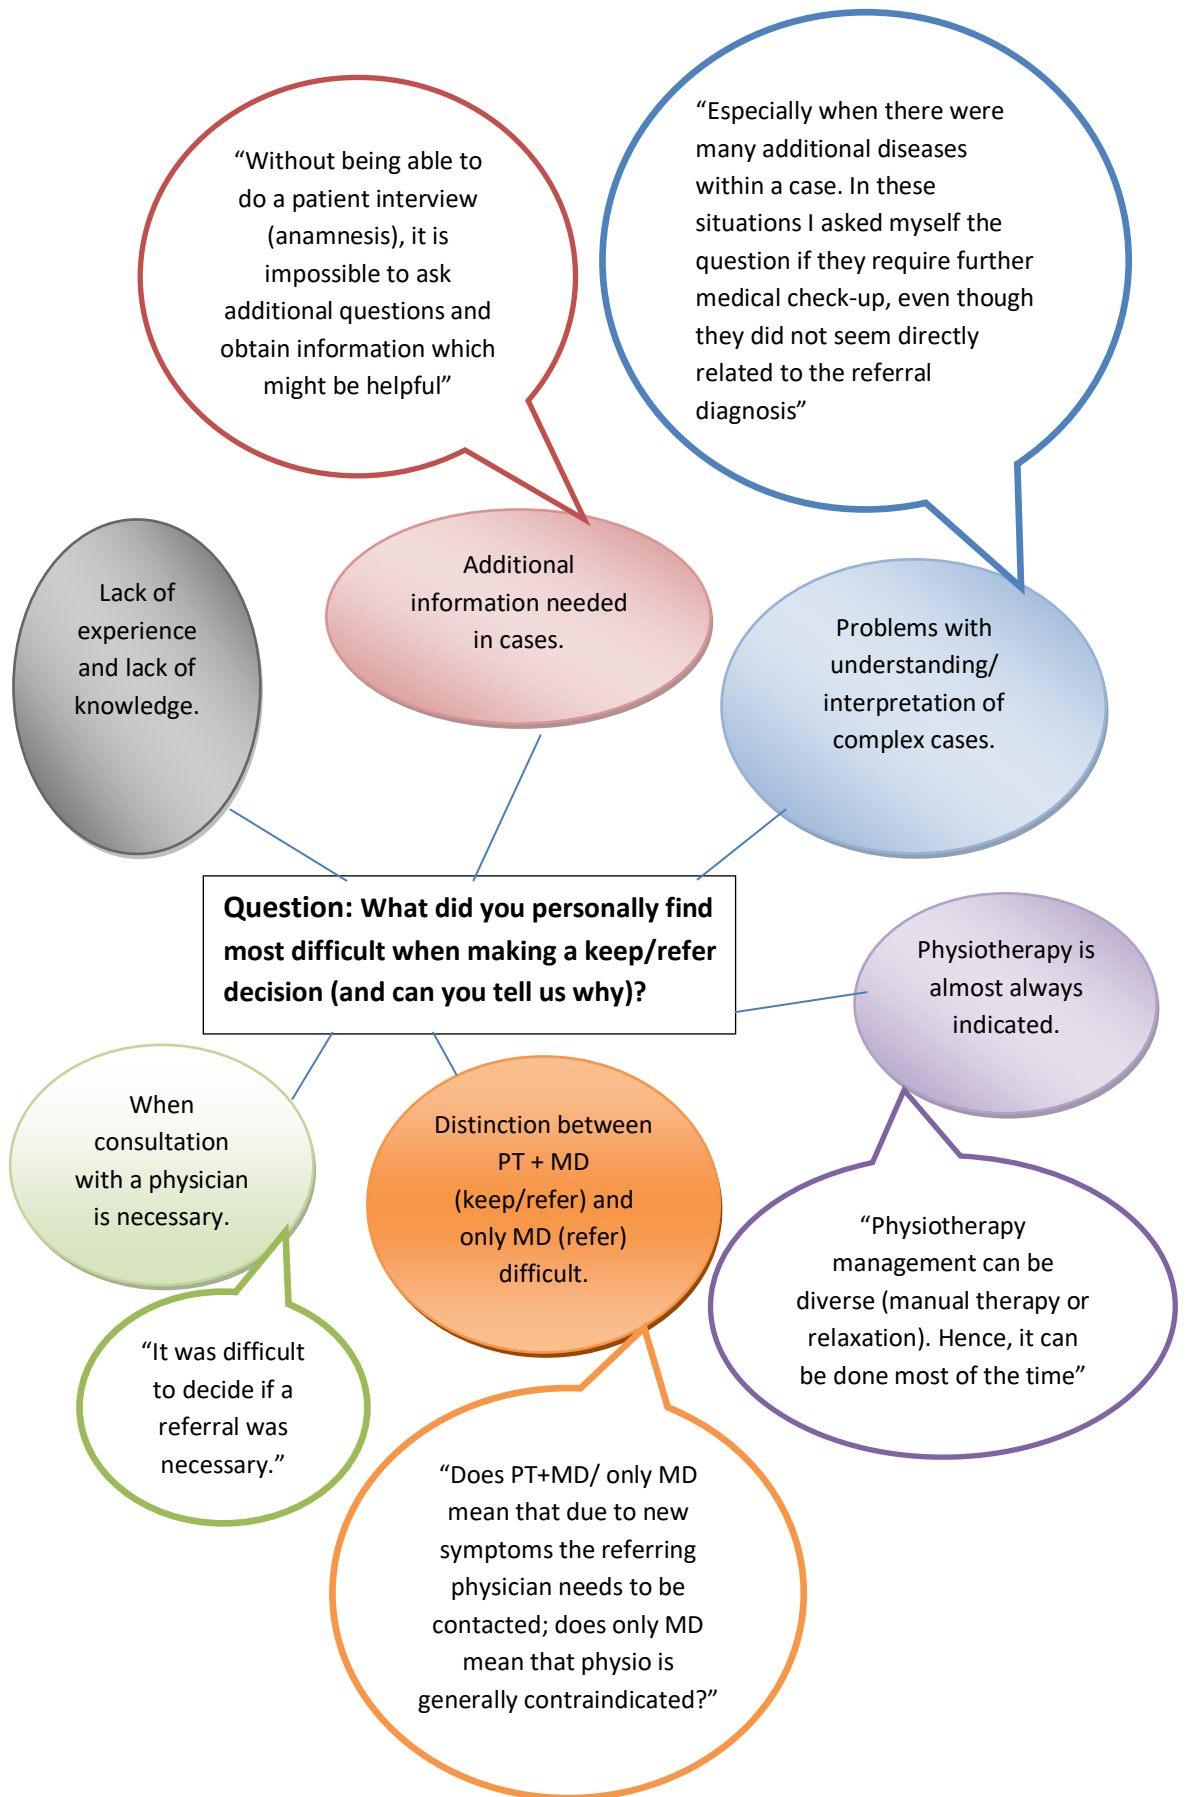 “Without being able to
do a patient interview
(anamnesis), it is
impossible to ask
additional questions and
obtain information which
might be helpful”
“Especially when there were
many additional diseases
within a case. In these
situations I asked myself the
question if they require further
medical check-up, even though
they did not seem directly
related to the referral
diagnosis”
Lack of
experience
and lack of
knowledge.
Additional
information needed
in cases.
Problems with
understanding/
interpretation of
complex cases.
Question: What did you personally find
most difficult when making a keep/refer
decision (and can you tell us why)?
Physiotherapy is
almost always
indicated.
When
consultation
with a physician
is necessary.
Distinction between
PT + MD
(keep/refer) and
only MD (refer)
difficult.
“Physiotherapy
management can be
diverse (manual therapy or
relaxation). Hence, it can
be done most of the time”
“It was difficult
to decide if a
referral was
necessary.”
“Does PT+MD/ only MD
mean that due to new
symptoms the referring
physician needs to be
contacted; does only MD
mean that physio is
generally contraindicated?”